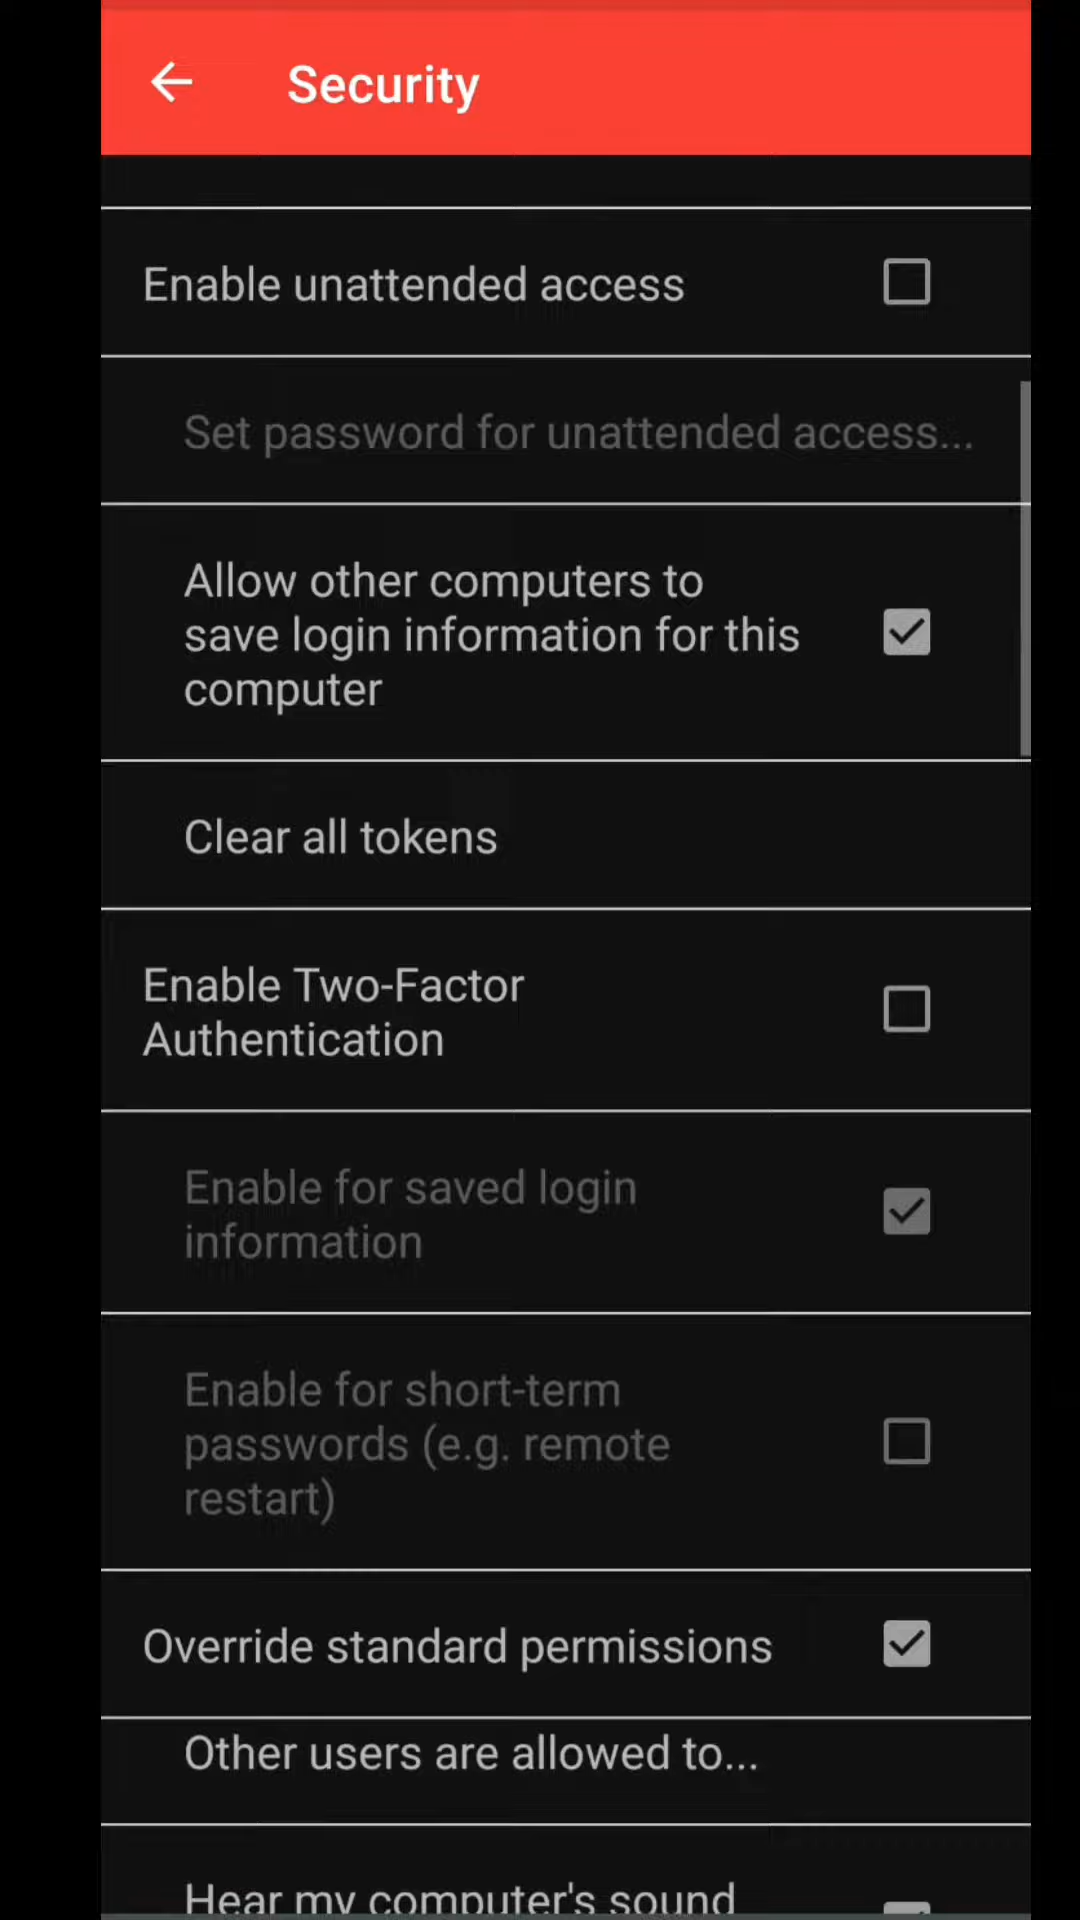 Security
Enable unattended access
Set password for unattended access...
Allow other computers to
save login information for this
computer
Clear all tokens
Enable Two-Factor
Authentication
Enable for saved login
information
Enable for short-term
passwords (e.g. remote
restart)
Override standard permissions
Other users are allowed to...
Hear my computer's sound